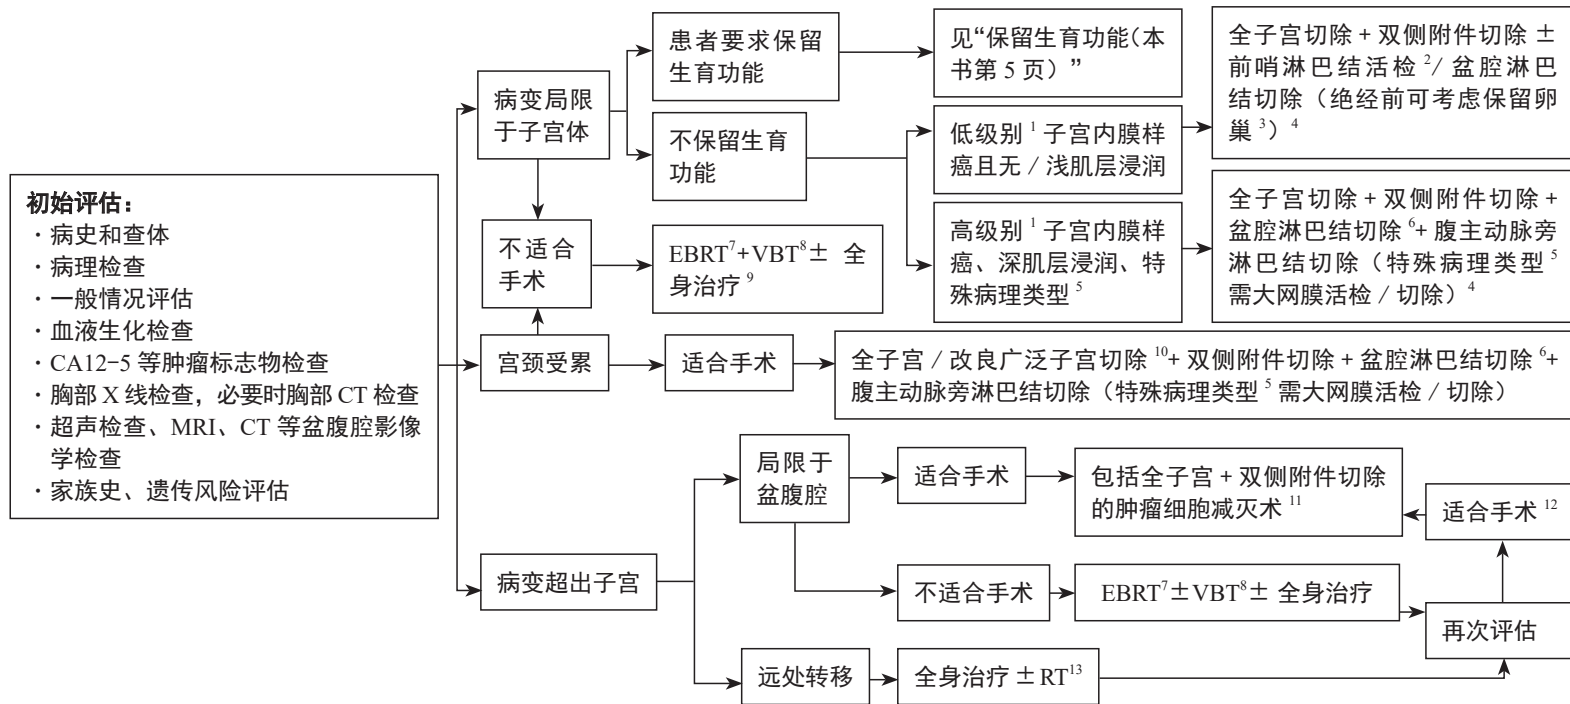 初始评估：
·病史和查体
·病理检查
·一般情况评估
·血液生化检查
·CA12-5 等肿瘤标志物检查
·胸部 X 线检查，必要时胸部 CT 检查
·超声检查、MRI、CT 等盆腹腔影像
学检查
·家族史、遗传风险评估
病变局限
于子宫体
患者要求保留
生育功能
见“保留生育功能（本
书第 5 页）”
不保留生育
功能
低级别 1 子宫内膜样
癌且无 / 浅肌层浸润
全子宫切除 + 双侧附件切除 ±
前哨淋巴结活检 2/ 盆腔淋巴
结切除（绝经前可考虑保留卵
巢 3）4
高级别 1 子宫内膜样
癌、深肌层浸润、特
殊病理类型 5
全子宫切除 + 双侧附件切除 +
盆腔淋巴结切除 6+ 腹主动脉旁
淋巴结切除（特殊病理类型 5
需大网膜活检 / 切除）4
不适合
手术
EBRT7+VBT8± 全
身治疗 9
宫颈受累
适合手术
全子宫 / 改良广泛子宫切除 10+ 双侧附件切除 + 盆腔淋巴结切除 6+
腹主动脉旁淋巴结切除（特殊病理类型 5 需大网膜活检 / 切除）
病变超出子宫
局限于
盆腹腔
适合手术
包括全子宫 + 双侧附件切除
的肿瘤细胞减灭术 11
适合手术 12
不适合手术
EBRT7±VBT8± 全身治疗
再次评估
远处转移
全身治疗 ±RT13